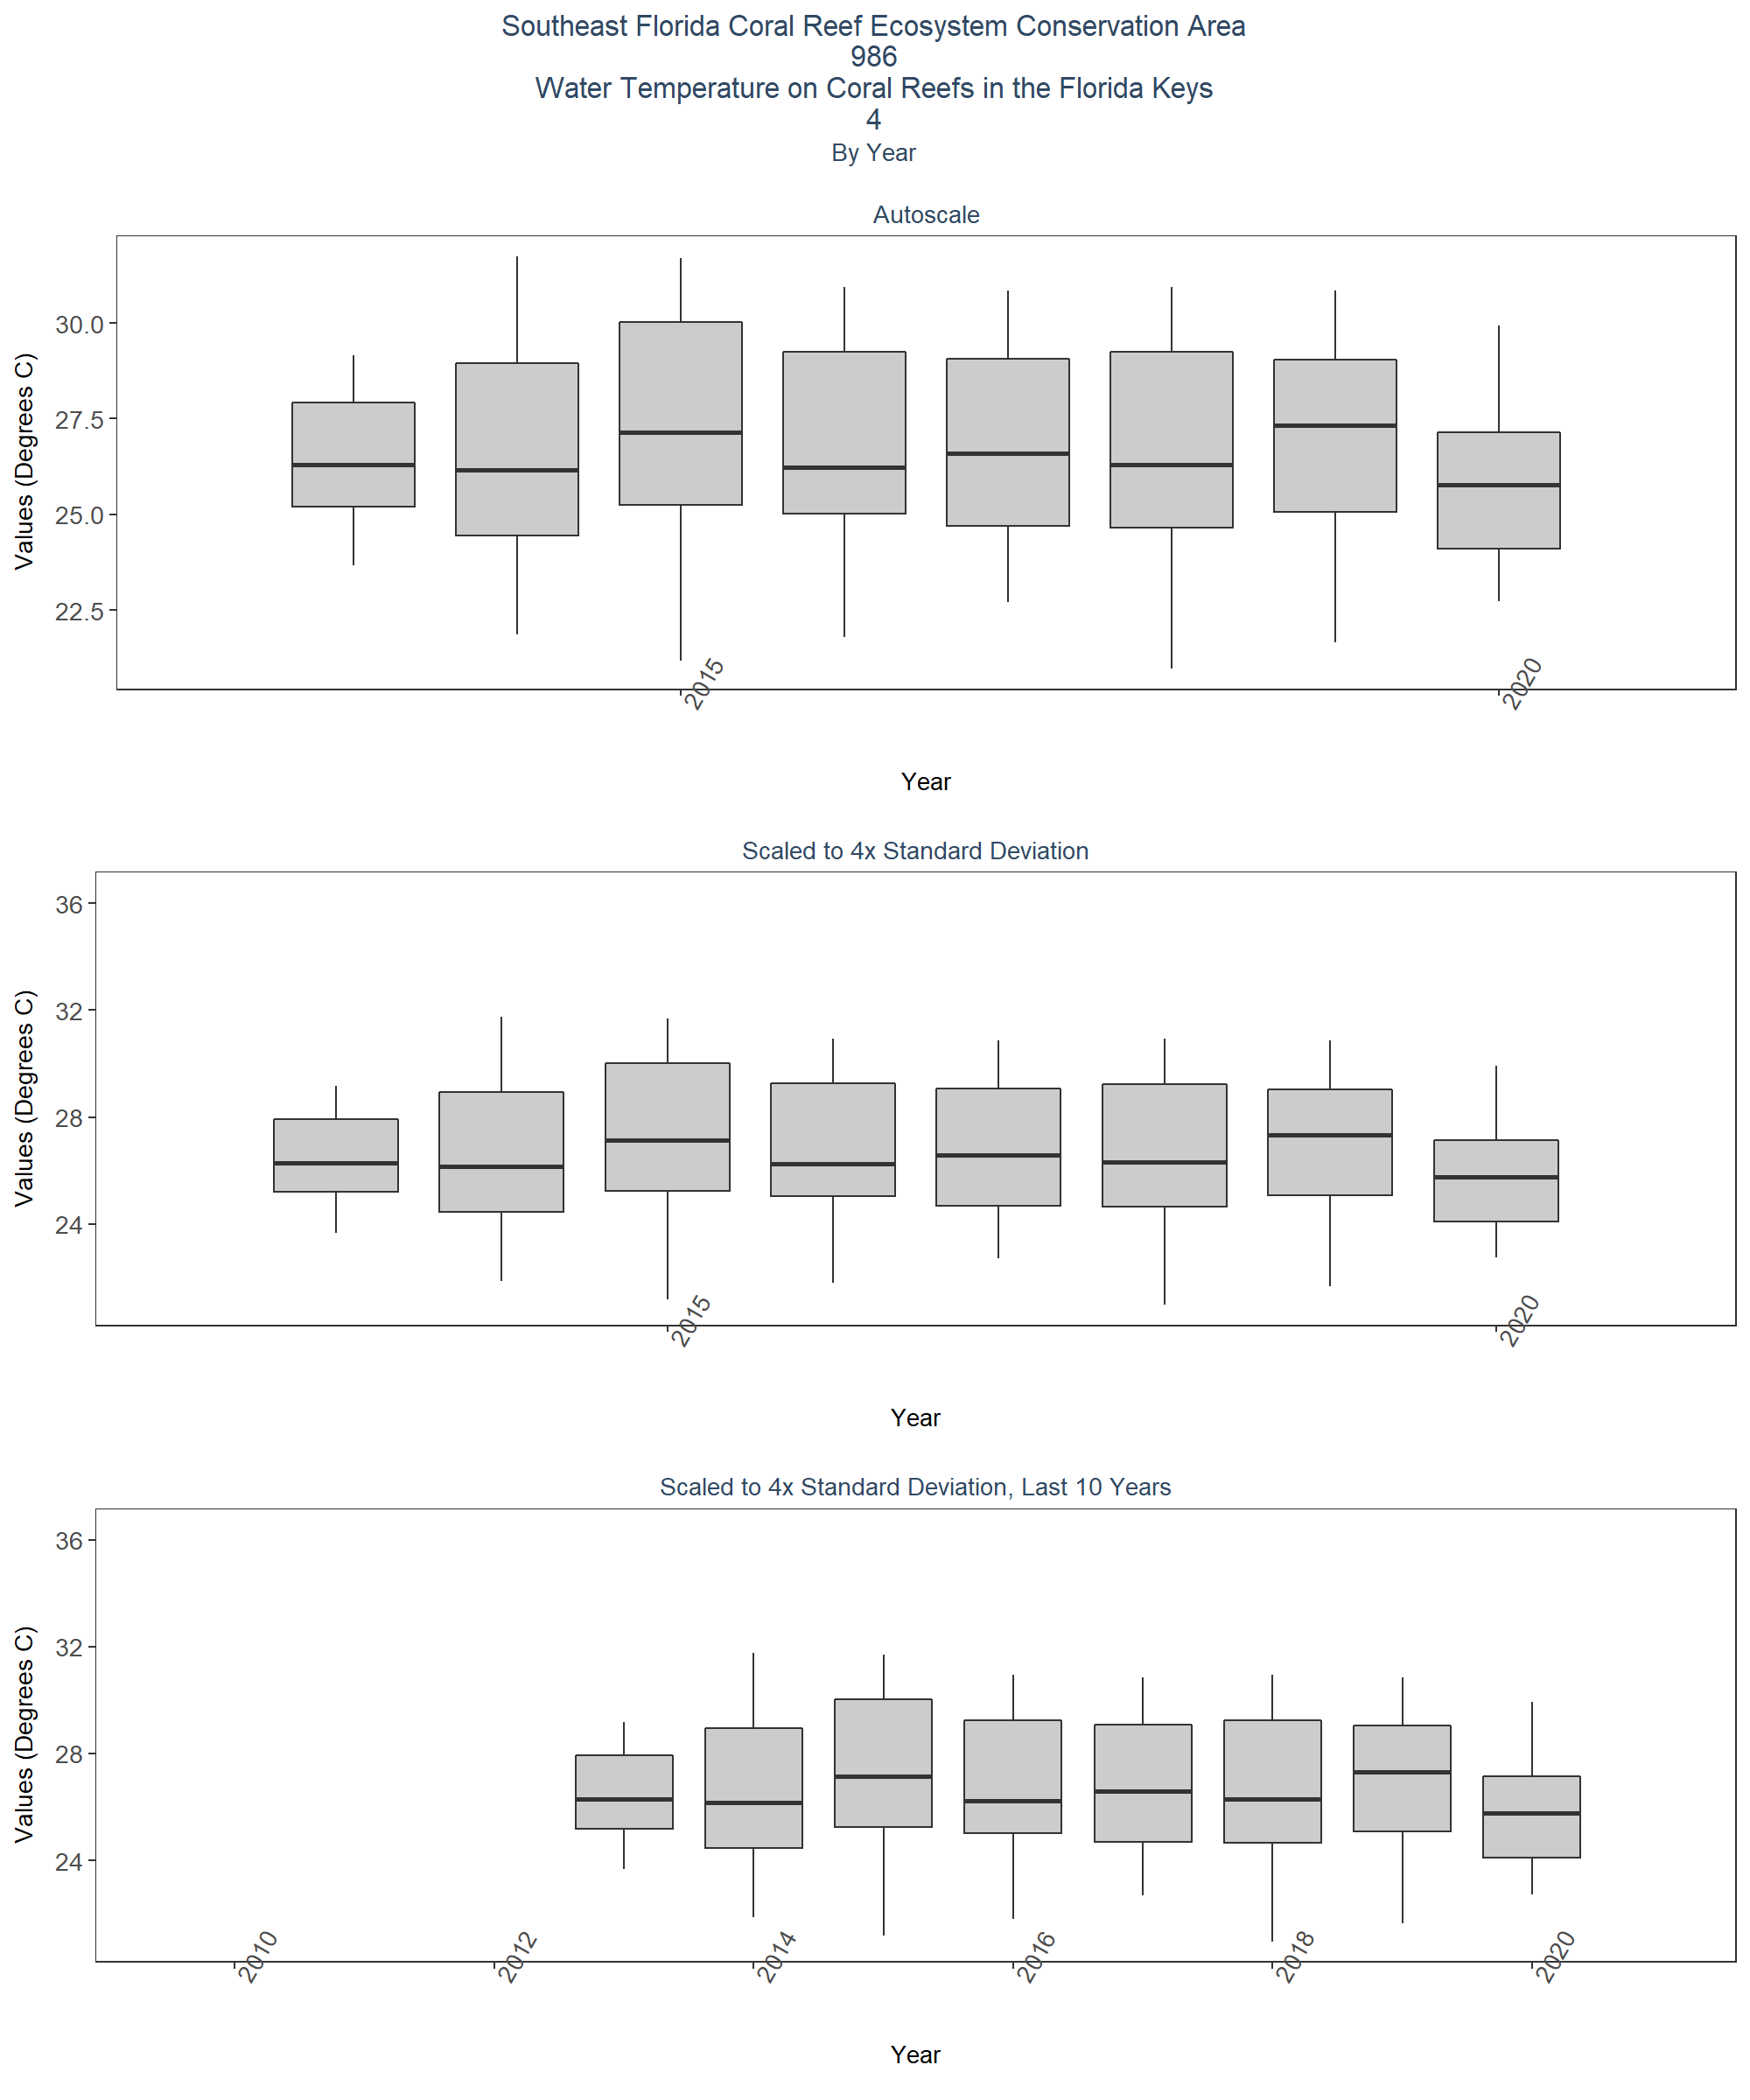 Southeast Florida Coral Reef Ecosystem Conservation Area
986
Water Temperature on Coral Reefs in the Florida Keys
4
By Year
Autoscale
Values (Degrees C)
30.0
27.5
25.0
22.5
2015
2020
Year
Scaled to 4x Standard Deviation
Values (Degrees C)
36
32
28
24
2015
2020
Year
Scaled to 4x Standard Deviation, Last 10 Years
Values (Degrees C)
36
32
28
24
2010
2012
2014
2016
2018
2020
Year